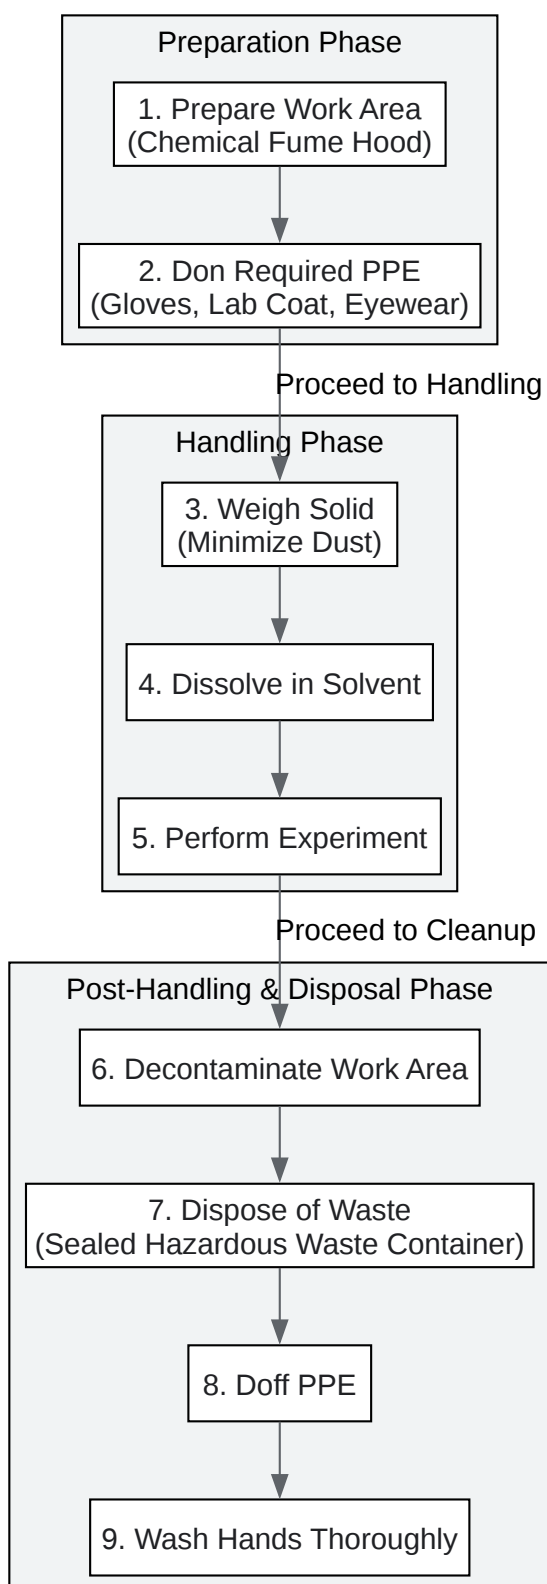 Preparation Phase
1. Prepare Work Area
(Chemical Fume Hood)
2. Don Required PPE
(Gloves, Lab Coat, Eyewear)
Proceed to Handling
Handling Phase
3. Weigh Solid
(Minimize Dust)
4. Dissolve in Solvent
5. Perform Experiment
Proceed to Cleanup
Post-Handling & Disposal Phase
6. Decontaminate Work Area
7. Dispose of Waste
(Sealed Hazardous Waste Container)
8. Doff PPE
9. Wash Hands Thoroughly